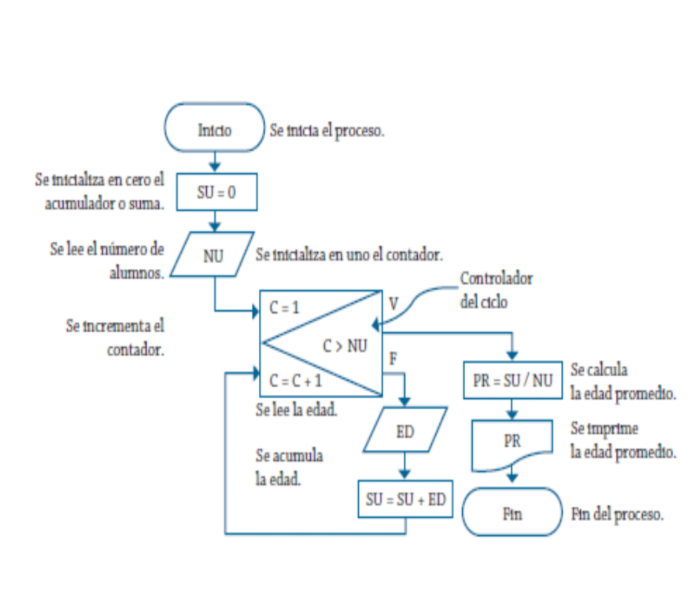 Inicio
Se inicia el proceso.
Se inicializa en cero el
acumulador o suma.
SU = 0
Se lee el número de
alumnos.
NU
Se inicializa en uno el contador.
Controlador
del ciclo
C = 1
V
Se incrementa el
contador.
C > NU
F
C = C + 1
PR = SU / NU
Se calcula
la edad promedio.
Se lee la edad.
ED
PR
Se imprime
la edad promedio.
Se acumula
la edad.
SU = SU + ED
Fin
Fin del proceso.